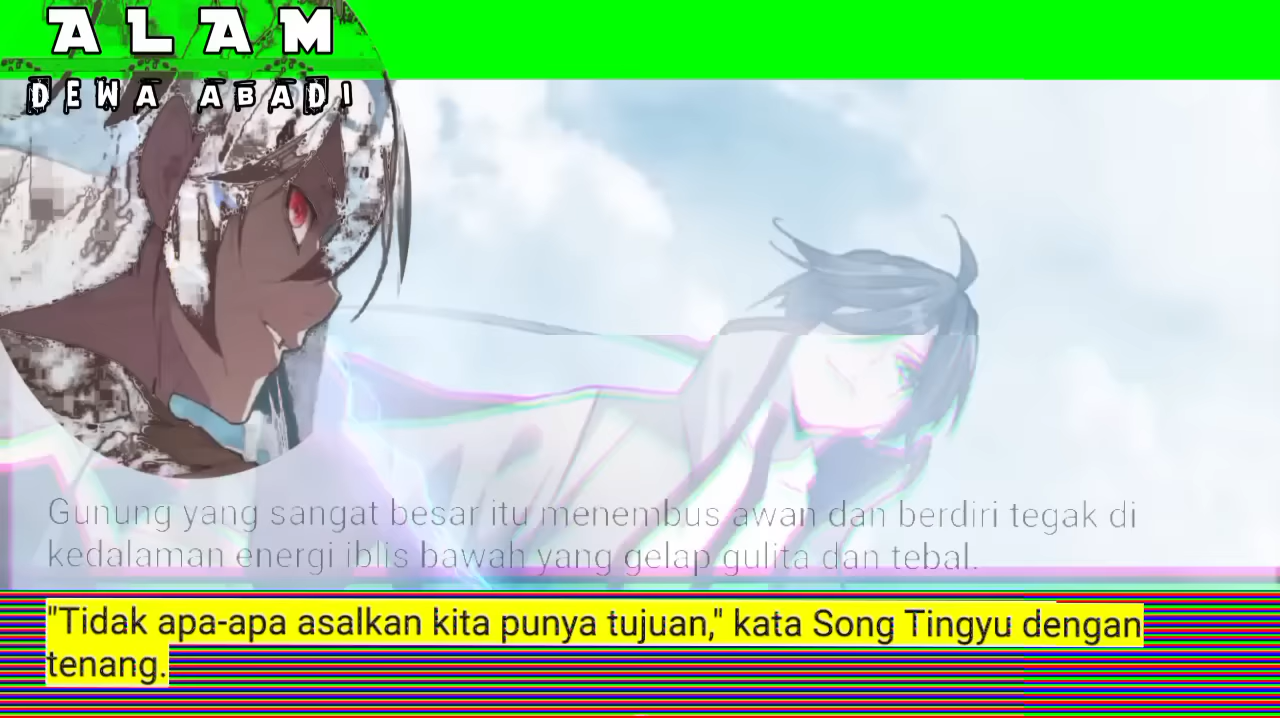 ALAM
DEWA ABADI
Gunung yang sangat besar itu menembus awan dan berdiri tegak di
kedalaman energi iblis bawah yang gelap gulita dan tebal.
"Tidak apa-apa asalkan kita punya tujuan," kata Song Tingyu dengan
tenang.